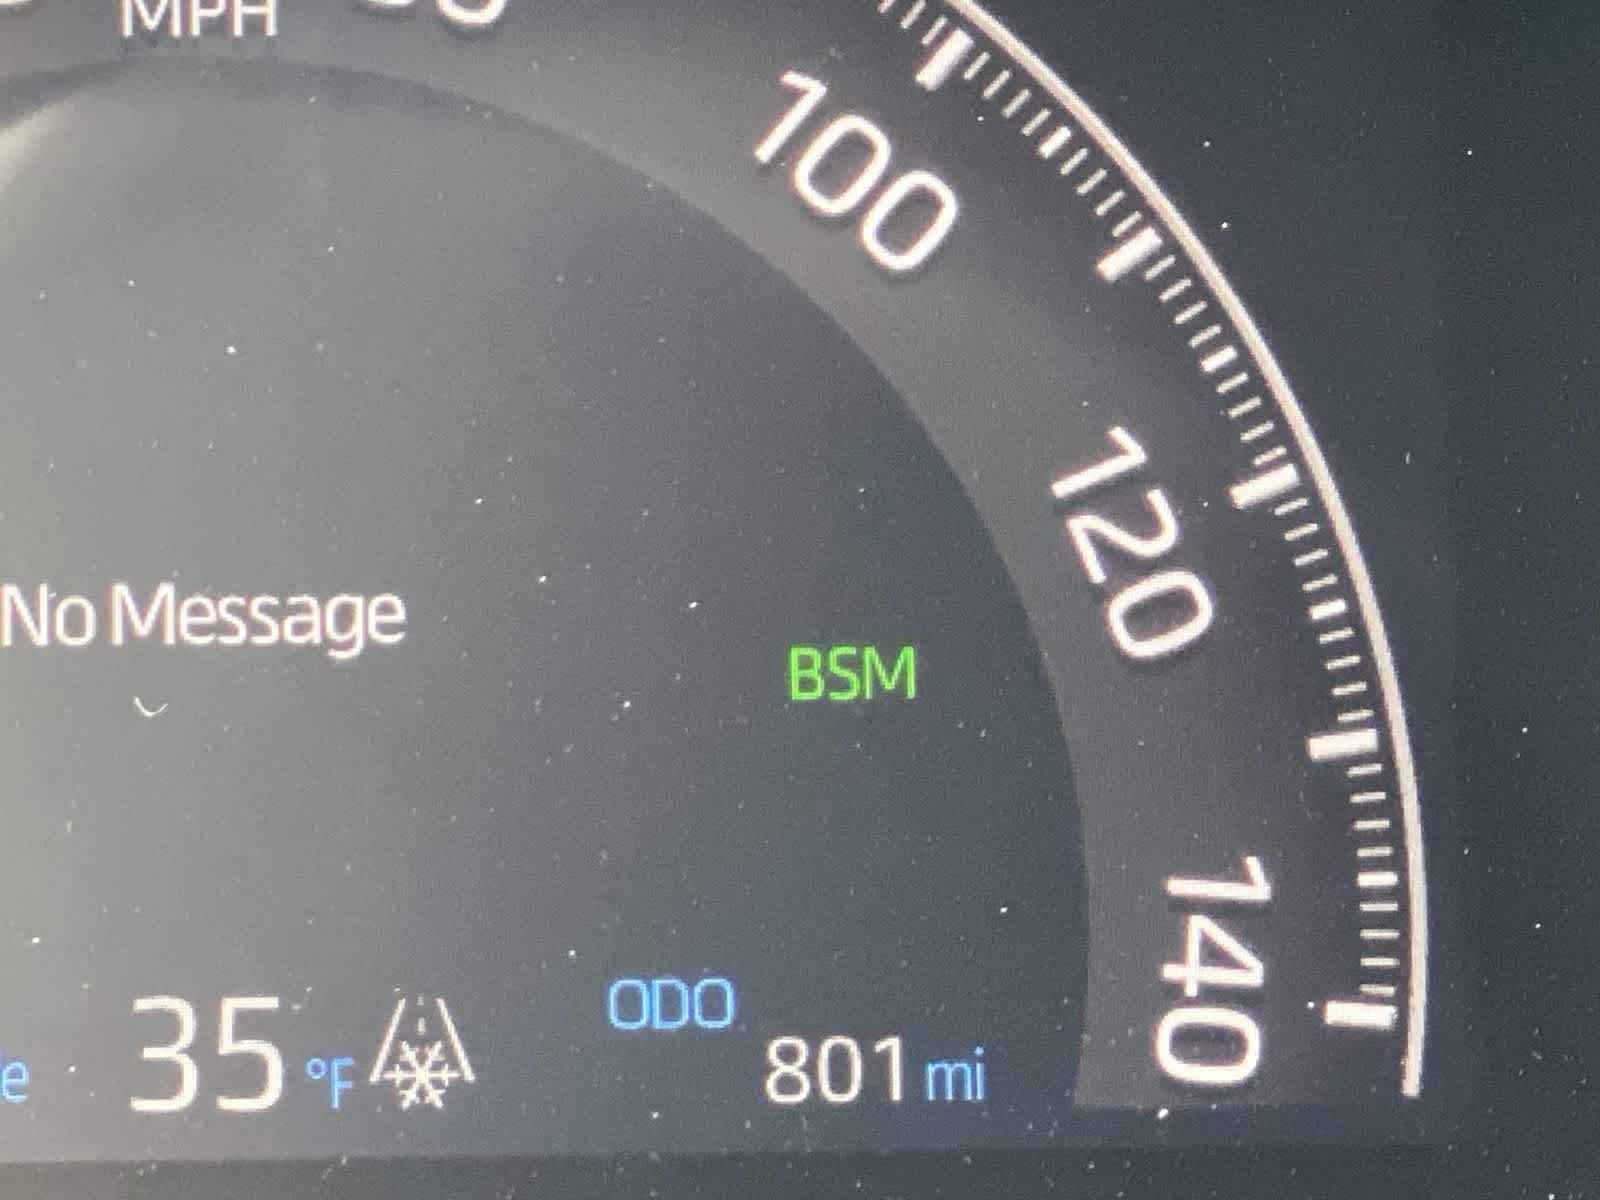 MPH
100
120
No Message
BSM
140
ODO
35 °F
801 mi